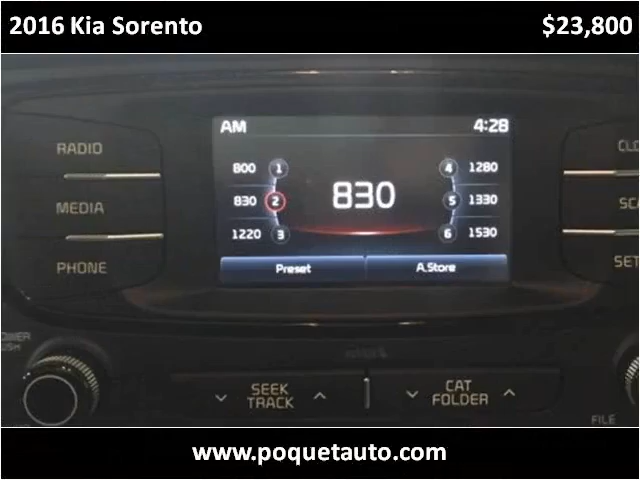 2016 Kia Sorento $23,800
AM 4:28
RADIO
MEDIA
PHONE
800 1
830 2
1220 3
830
4 1280
5 1330
6 1530
Preset A.Store
SEEK
TRACK
CAT
FOLDER
FILE
www.poquetauto.com